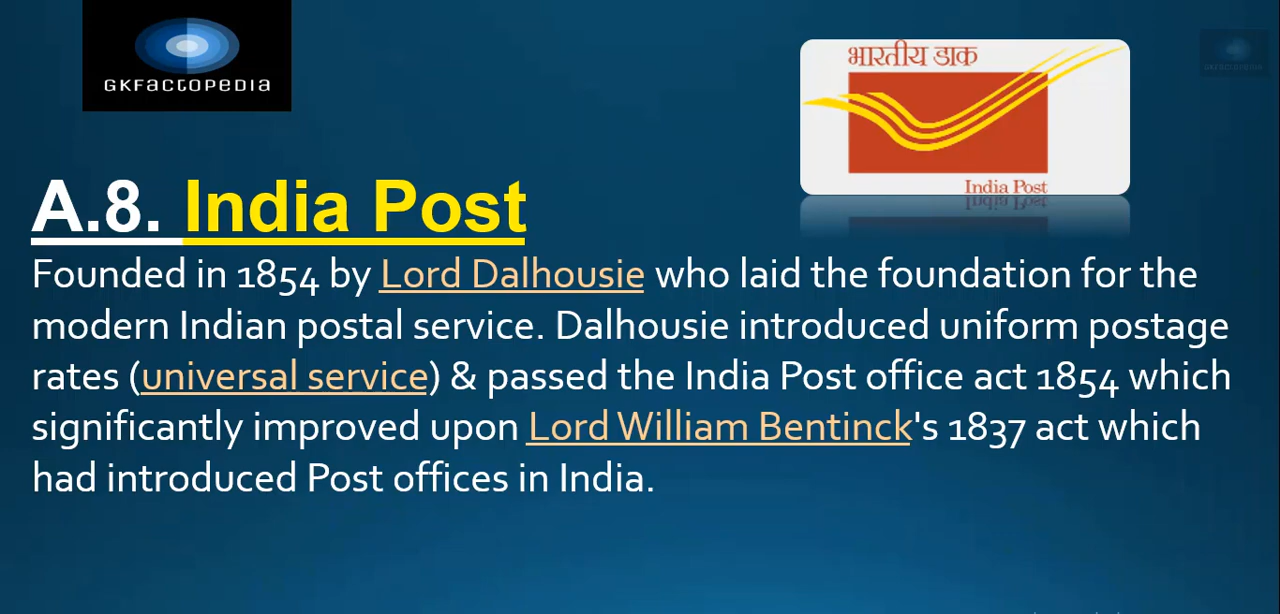 GKFACTOPEDIA
भारतीय डाक
India Post
A.8. India Post
Founded in 1854 by Lord Dalhousie who laid the foundation for the
modern Indian postal service. Dalhousie introduced uniform postage
rates (universal service) & passed the India Post office act 1854 which
significantly improved upon Lord William Bentinck's 1837 act which
had introduced Post offices in India.